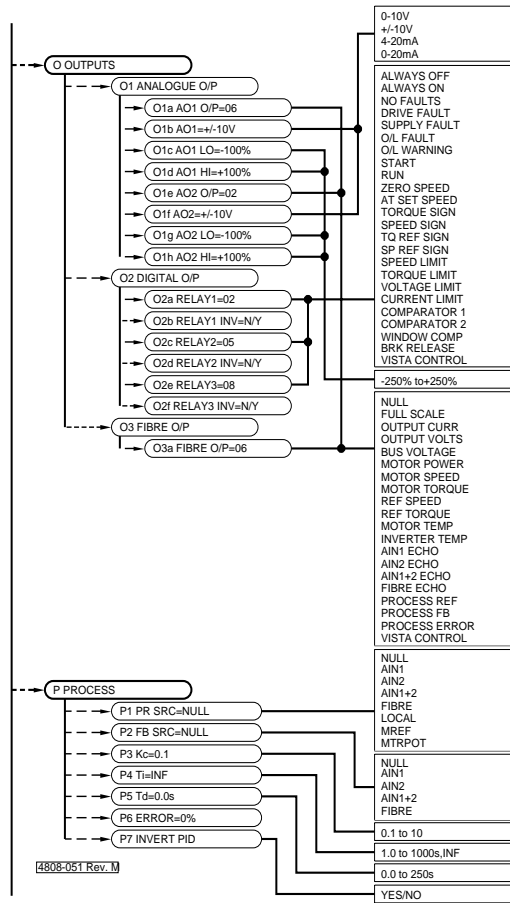 O OUTPUTS
O1 ANALOGUE O/P
O1a AO1 O/P=06
O1b AO1=+/-10V
O1c AO1 LO=-100%
O1d AO1 HI=+100%
O1e AO2 O/P=02
O1f AO2=+/-10V
O1g AO2 LO=-100%
O1h AO2 HI=+100%
O2 DIGITAL O/P
O2a RELAY1=02
O2b RELAY1 INV=N/Y
O2c RELAY2=05
O2d RELAY2 INV=N/Y
O2e RELAY3=08
O2f RELAY3 INV=N/Y
O3 FIBRE O/P
O3a FIBRE O/P=06
P PROCESS
P1 PR SRC=NULL
P2 FB SRC=NULL
P3 Kc=0.1
P4 Ti=INF
P5 Td=0.0s
P6 ERROR=0%
P7 INVERT PID
4808-051 Rev. M
0-10V
+/-10V
4-20mA
0-20mA
ALWAYS OFF
ALWAYS ON
NO FAULTS
DRIVE FAULT
SUPPLY FAULT
O/L FAULT
O/L WARNING
START
RUN
ZERO SPEED
AT SET SPEED
TORQUE SIGN
SPEED SIGN
TQ REF SIGN
SP REF SIGN
SPEED LIMIT
TORQUE LIMIT
VOLTAGE LIMIT
CURRENT LIMIT
COMPARATOR 1
COMPARATOR 2
WINDOW COMP
BRK RELEASE
VISTA CONTROL
-250% to+250%
NULL
FULL SCALE
OUTPUT CURR
OUTPUT VOLTS
BUS VOLTAGE
MOTOR POWER
MOTOR SPEED
MOTOR TORQUE
REF SPEED
REF TORQUE
MOTOR TEMP
INVERTER TEMP
AIN1 ECHO
AIN2 ECHO
AIN1+2 ECHO
FIBRE ECHO
PROCESS REF
PROCESS FB
PROCESS ERROR
VISTA CONTROL
NULL
AIN1
AIN2
AIN1+2
FIBRE
LOCAL
MREF
MTRPOT
NULL
AIN1
AIN2
AIN1+2
FIBRE
0.1 to 10
1.0 to 1000s,INF
0.0 to 250s
YES/NO